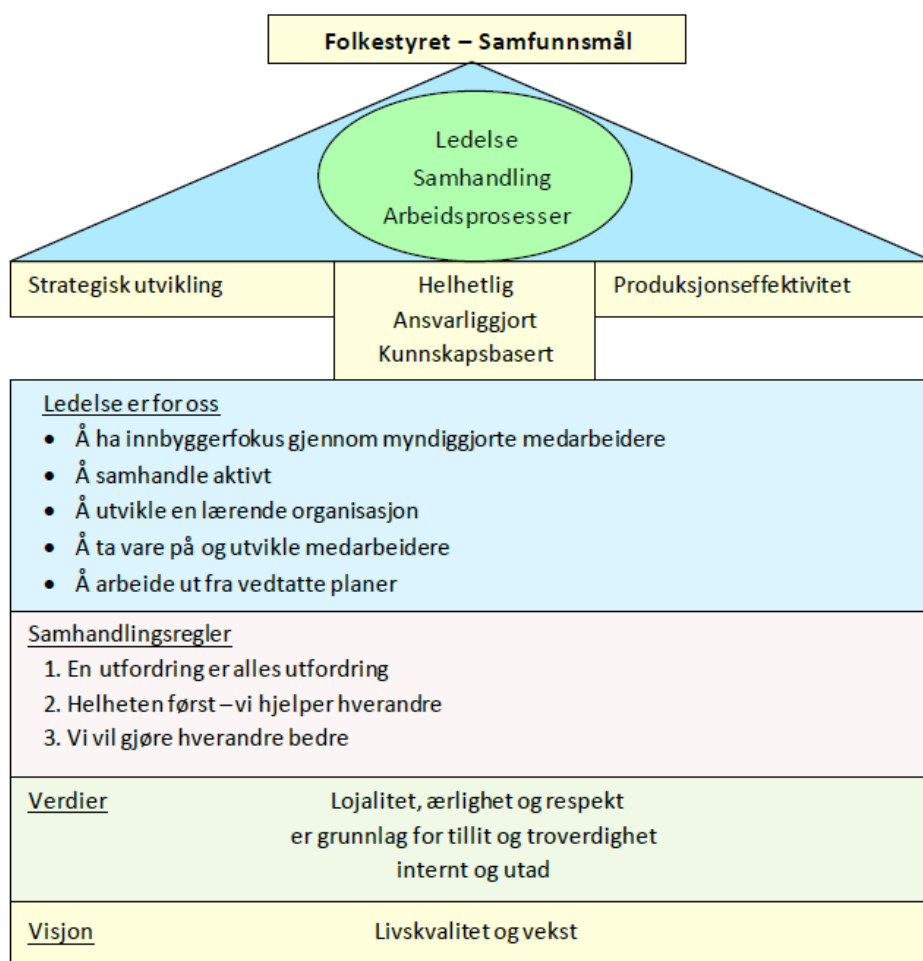 Folkestyret – Samfunnsmål
Ledelse
Samhandling
Arbeidsprosesser
Strategisk utvikling
Helhetlig
Ansvarliggjort
Kunnskapsbasert
Produksjonseffektivitet
Ledelse er for oss
• Å ha innbyggerfokus gjennom myndiggjorte medarbeidere
• Å samhandle aktivt
• Å utvikle en lærende organisasjon
• Å ta vare på og utvikle medarbeidere
• Å arbeide ut fra vedtatte planer
Samhandlingsregler
1. En utfordring er alles utfordring
2. Helheten først – vi hjelper hverandre
3. Vi vil gjøre hverandre bedre
Verdier Lojalitet, ærlighet og respekt
er grunnlag for tillit og troverdighet
internt og utad
Visjon Livskvalitet og vekst